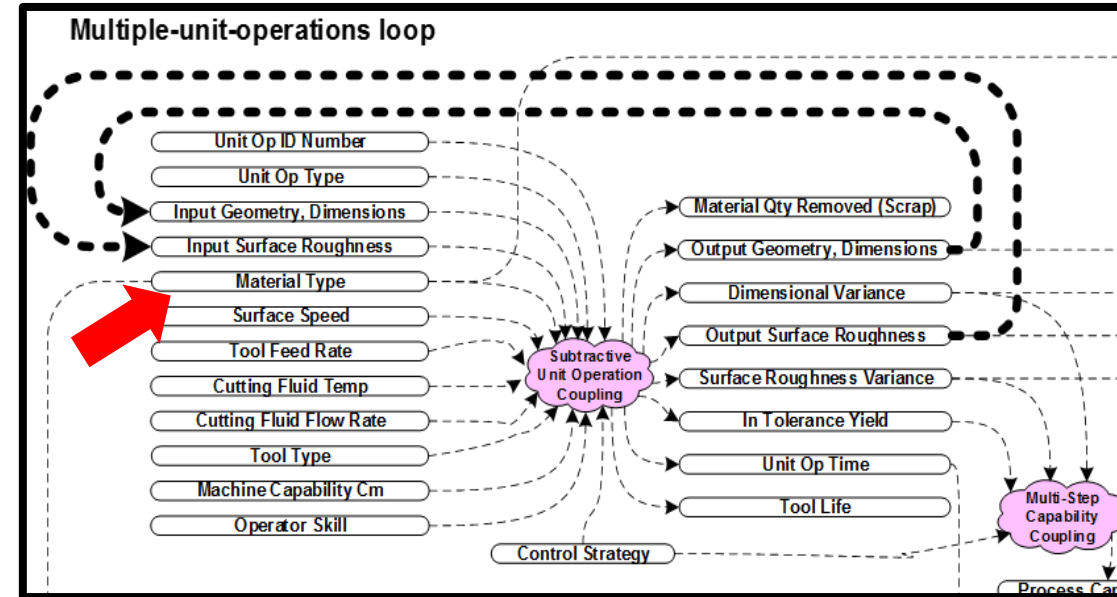 Multiple-unit-operations loop
Unit Op ID Number
Unit Op Type
Input Geometry, Dimensions
Input Surface Roughness
Material Type
Surface Speed
Tool Feed Rate
Cutting Fluid Temp
Cutting Fluid Flow Rate
Tool Type
Machine Capability Cm
Operator Skill
Control Strategy
Subtractive
Unit Operation
Coupling
Material Qty Removed (Scrap)
Output Geometry, Dimensions
Dimensional Variance
Output Surface Roughness
Surface Roughness Variance
In Tolerance Yield
Unit Op Time
Tool Life
Multi-Step
Capability
Coupling
Process